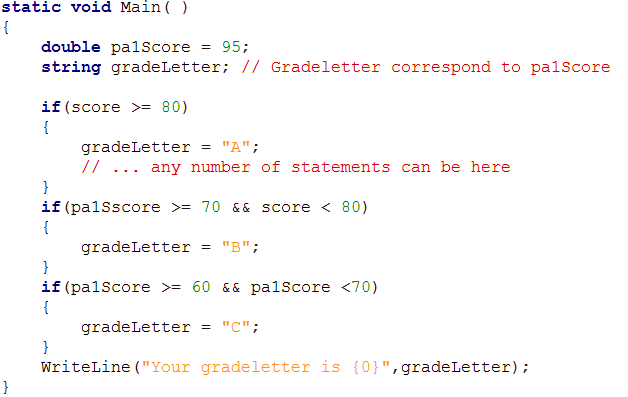 static void Main( )
{
    double pa1Score = 95;
    string gradeLetter; // Gradeletter correspond to pa1Score

    if(score >= 80)
    {
        gradeLetter = "A";
        // ... any number of statements can be here
    }
    if(pa1Sscore >= 70 && score < 80)
    {
        gradeLetter = "B";
    }
    if(pa1Score >= 60 && pa1Score <70)
    {
        gradeLetter = "C";
    }
    WriteLine("Your gradeletter is {0}",gradeLetter);
}